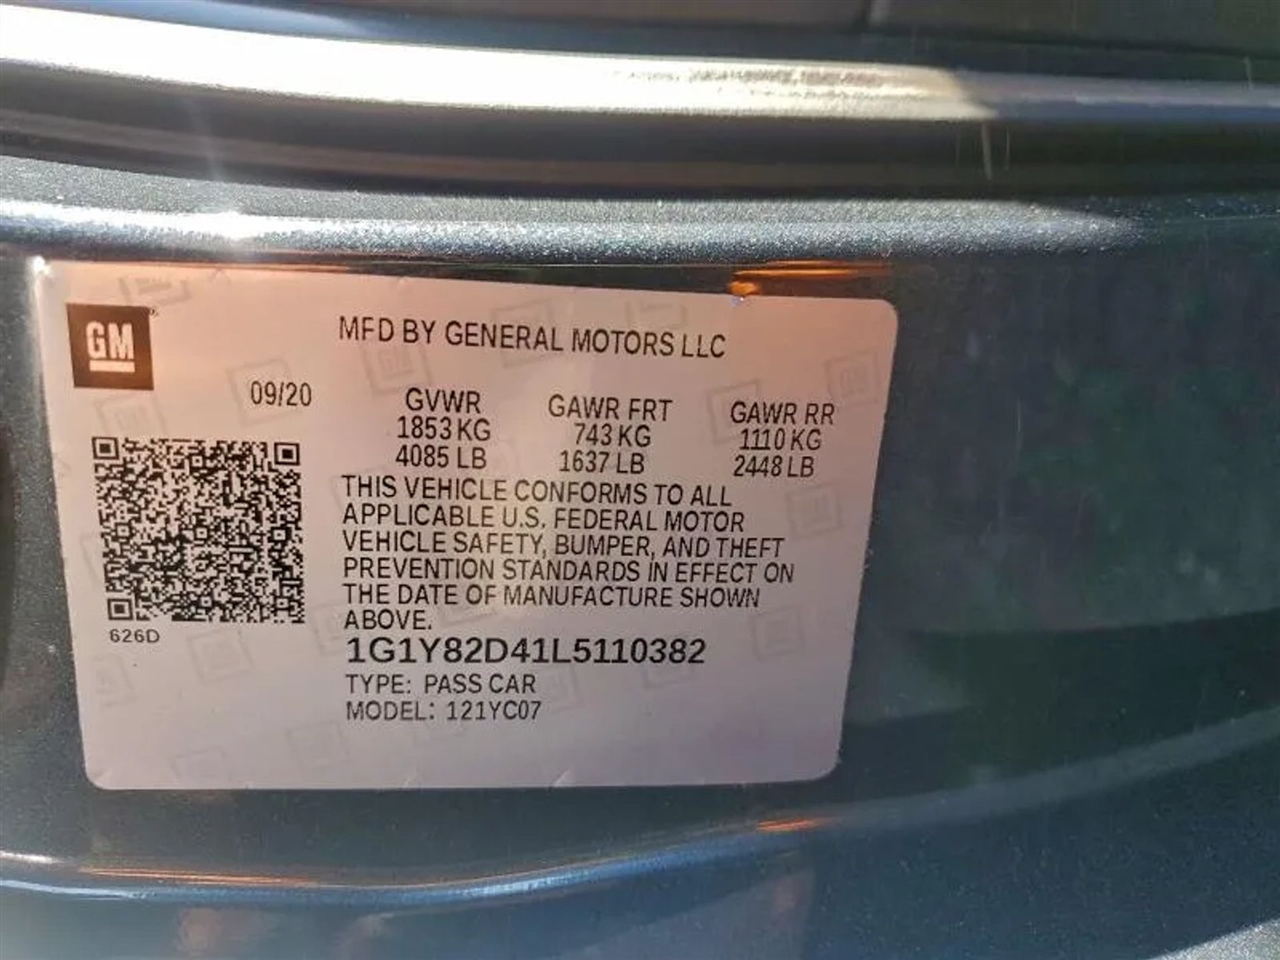 GM
MFD BY GENERAL MOTORS LLC
09/20
GVWR GAWR FRT GAWR RR
1853 KG 743 KG 1110 KG
4085 LB 1637 LB 2448 LB
THIS VEHICLE CONFORMS TO ALL
APPLICABLE U.S. FEDERAL MOTOR
VEHICLE SAFETY, BUMPER, AND THEFT
PREVENTION STANDARDS IN EFFECT ON
THE DATE OF MANUFACTURE SHOWN
ABOVE.
626D
1G1Y82D41L5110382
TYPE: PASS CAR
MODEL: 121YC07